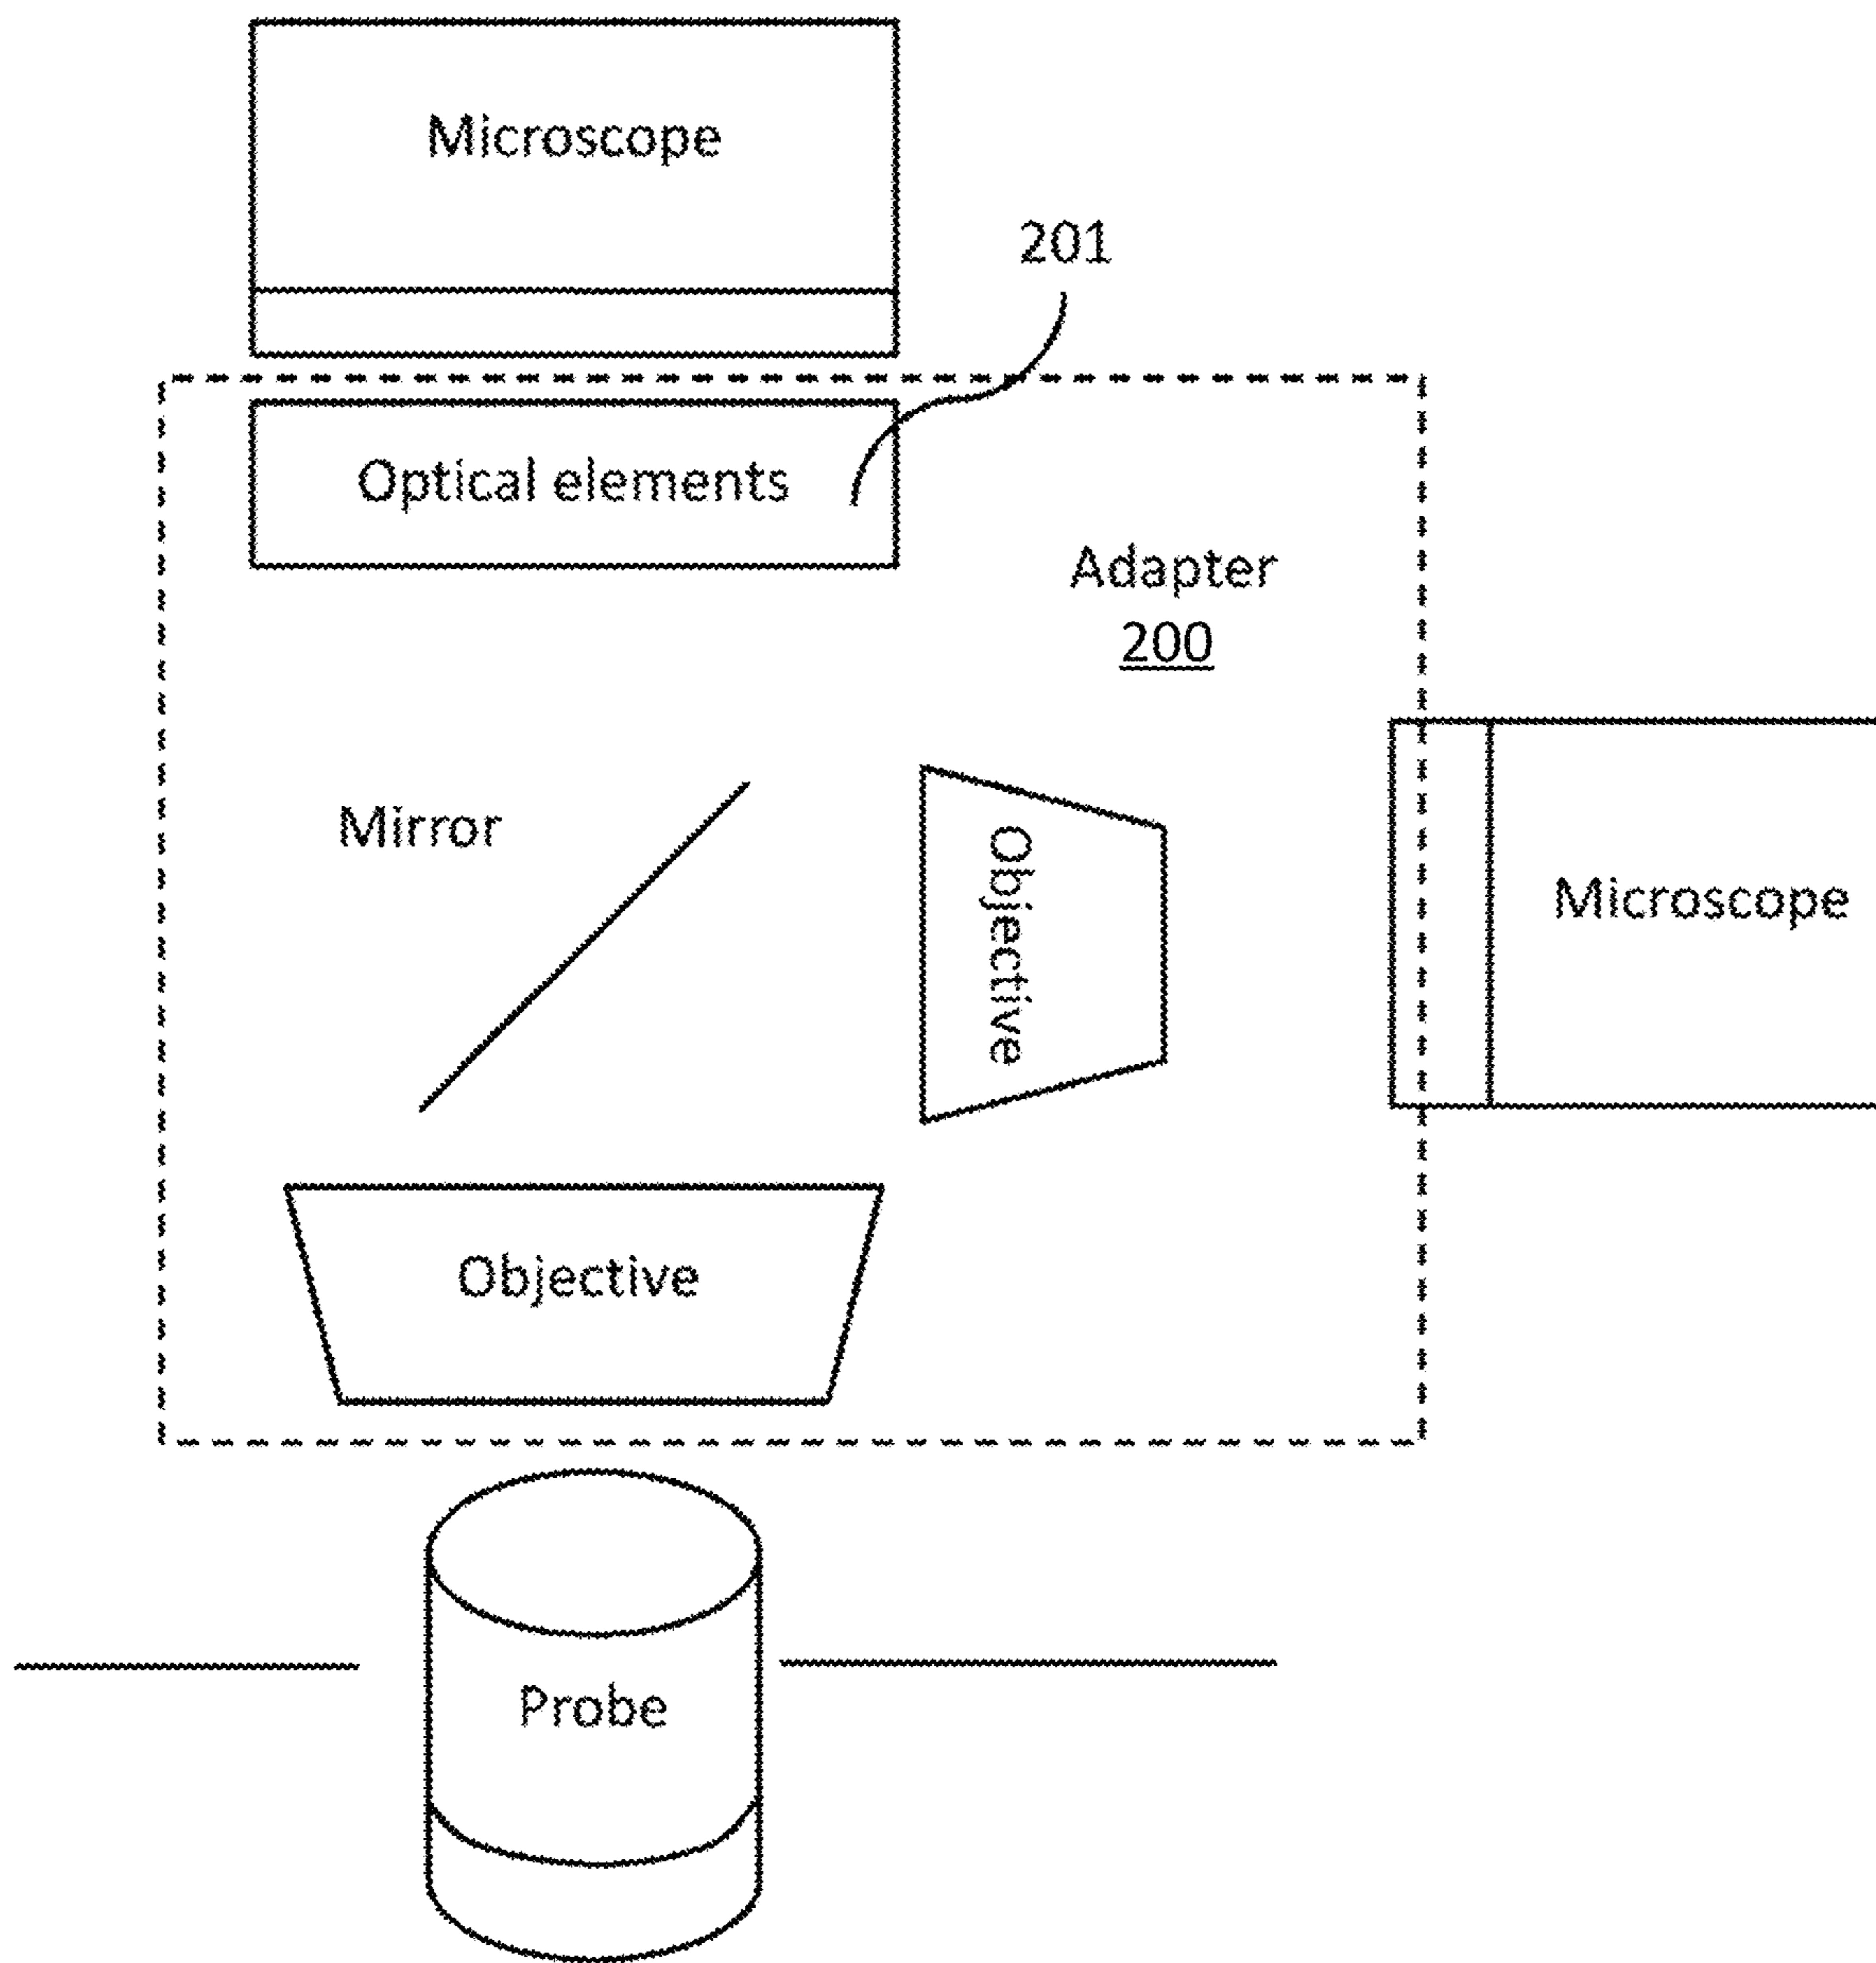 Microscope
201
Optical elements
Adapter
200
Mirror
Objective
Microscope
Objective
Probe